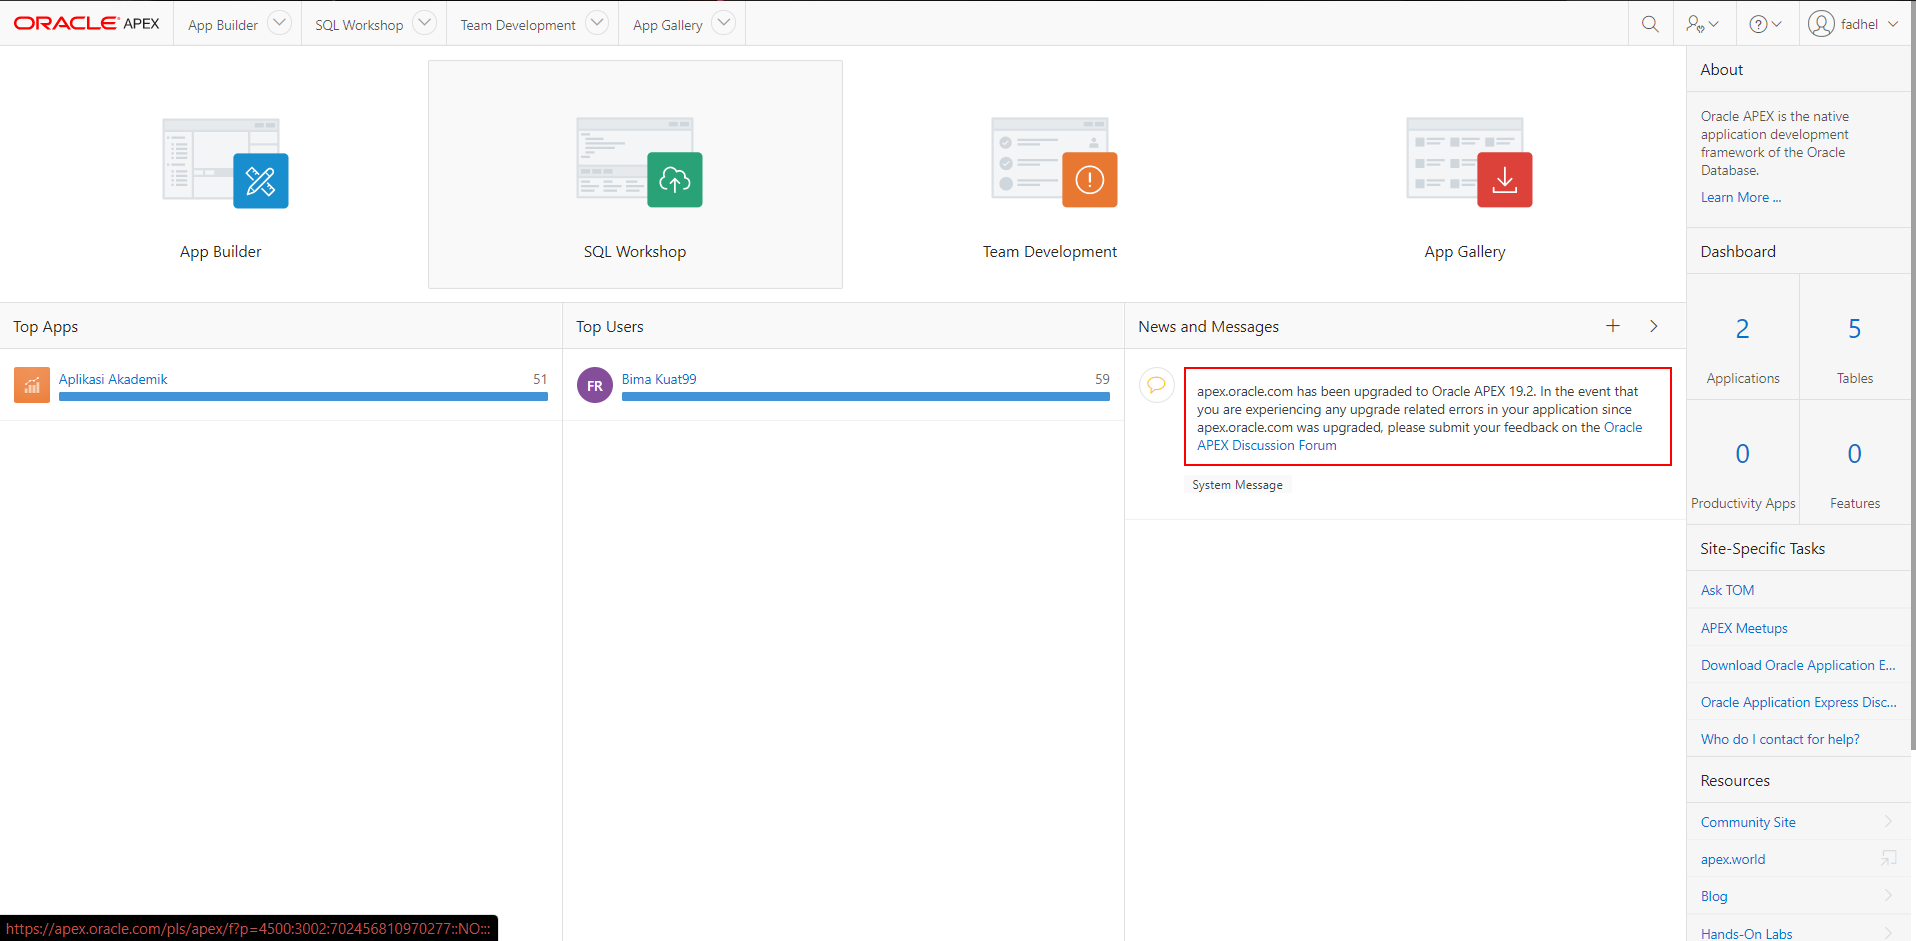 ORACLE APEX
App Builder
SQL Workshop
Team Development
App Gallery
fadhel
App Builder
SQL Workshop
Team Development
App Gallery
Top Apps
Aplikasi Akademik 51
Top Users
FR
Bima Kuat99 59
News and Messages
apex.oracle.com has been upgraded to Oracle APEX 19.2. In the event that
you are experiencing any upgrade related errors in your application since
apex.oracle.com was upgraded, please submit your feedback on the Oracle
APEX Discussion Forum
System Message
About
Oracle APEX is the native
application development
framework of the Oracle
Database.
Learn More ...
Dashboard
2
Applications
5
Tables
0
Productivity Apps
0
Features
Site-Specific Tasks
Ask TOM
APEX Meetups
Download Oracle Application E...
Oracle Application Express Disc...
Who do I contact for help?
Resources
Community Site
apex.world
Blog
Hands-On Labs
https://apex.oracle.com/pls/apex/f?p=4500:3002:702456810970277::NO:::